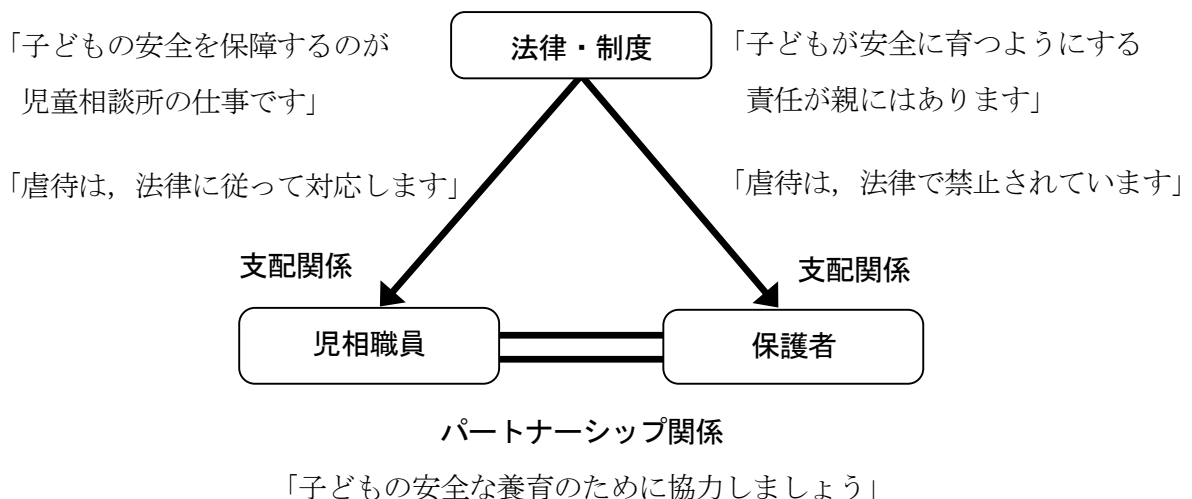 「子どもの安全を保障するのが
児童相談所の仕事です」
法律・制度
「子どもが安全に育つようにする
責任が親にはあります」
「虐待は，法律に従って対応します」
「虐待は，法律で禁止されています」
支配関係
支配関係
児相職員
保護者
パートナーシップ関係
「子どもの安全な養育のために協力しましょう」